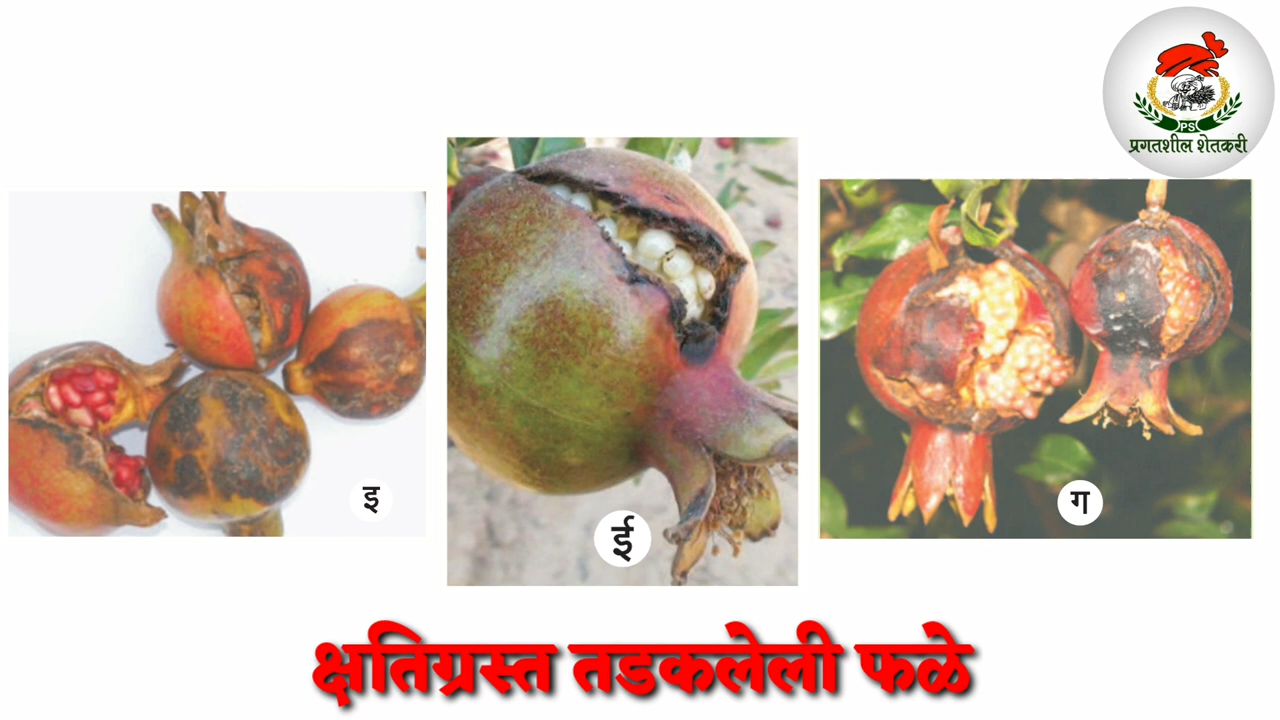 PS
प्रगतशील शेतकरी
इ
ई
ग
क्षतिग्रस्त तडकलेली फळे